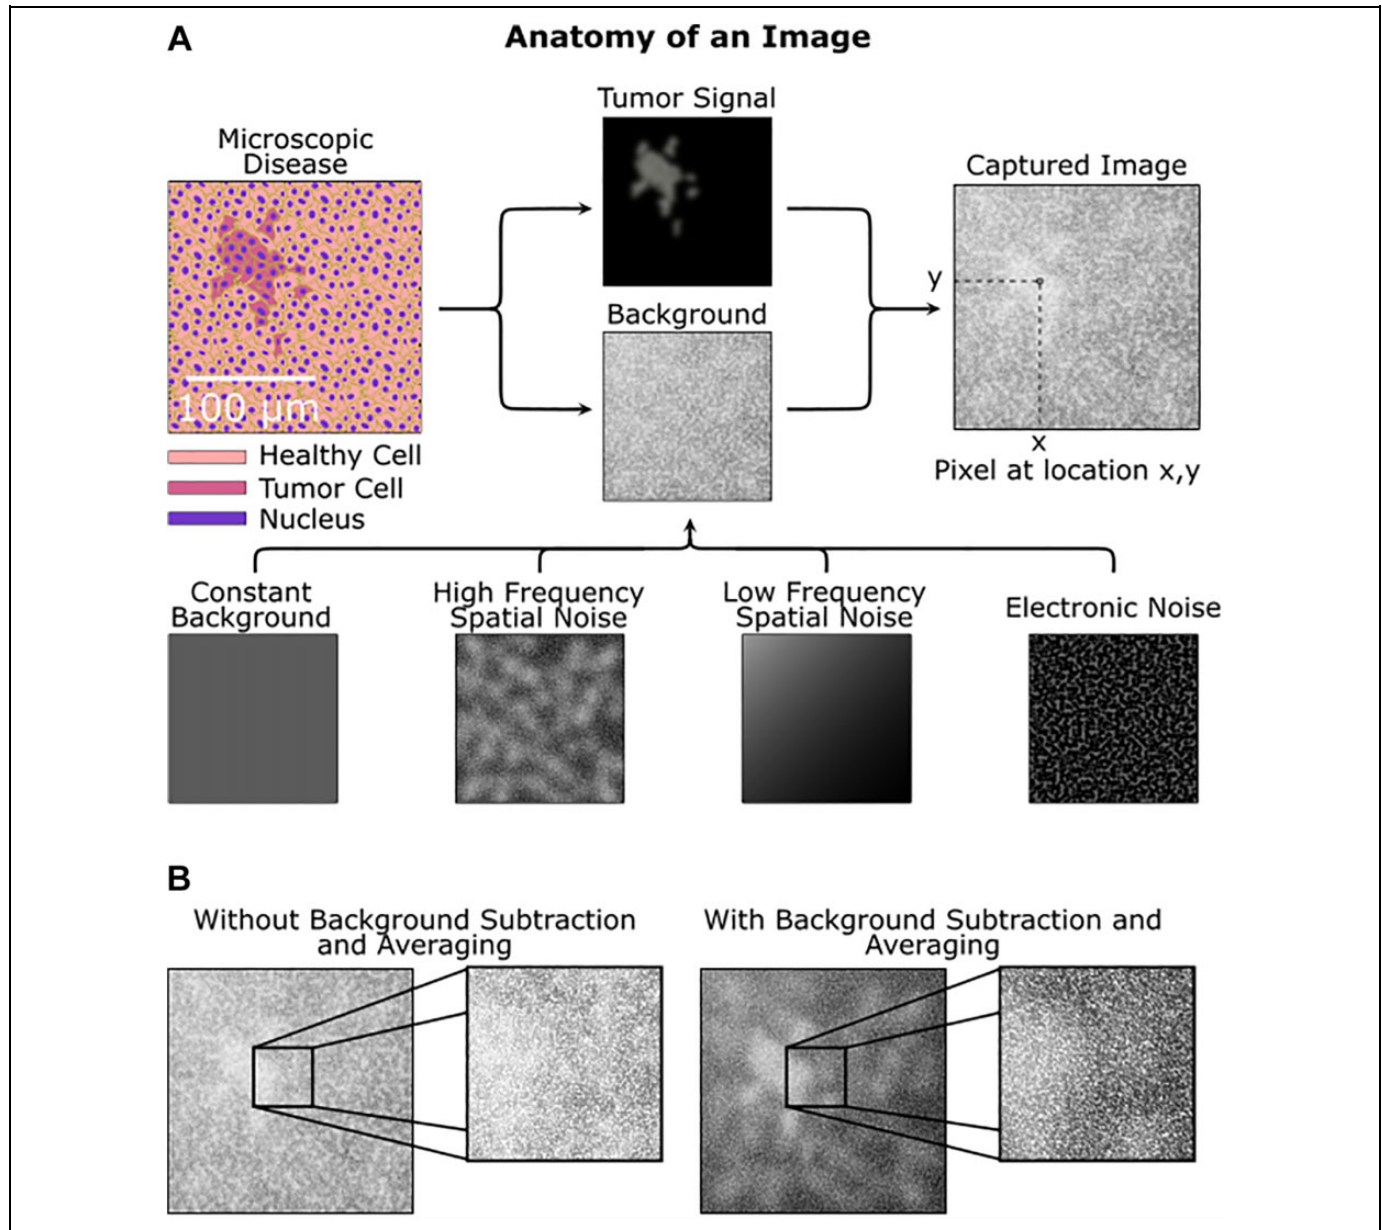 A
Anatomy of an Image
Tumor Signal
Microscopic
Disease
Captured Image
y
Background
100 µm
x
Pixel at location x,y
Healthy Cell
Tumor Cell
Nucleus
Constant
Background
High Frequency
Spatial Noise
Low Frequency
Spatial Noise
Electronic Noise
B
Without Background Subtraction
and Averaging
With Background Subtraction and
Averaging